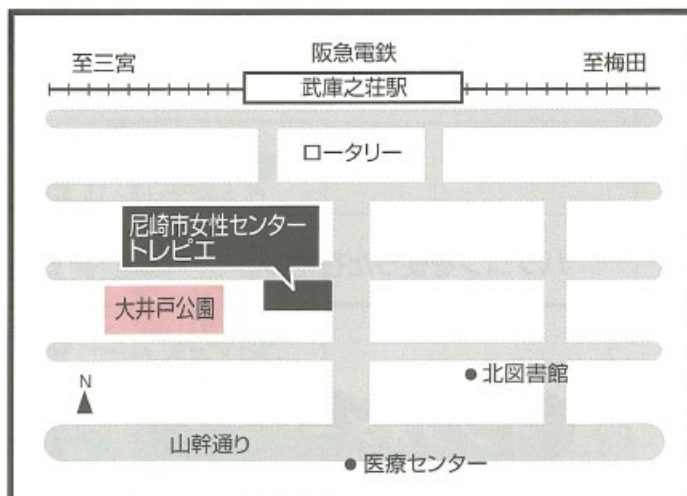 阪急電鉄
至三宮
至梅田
武庫之荘駅
ロータリー
尼崎市女性センター
トレピエ
大井戸公園
N
北図書館
山幹通り
医療センター